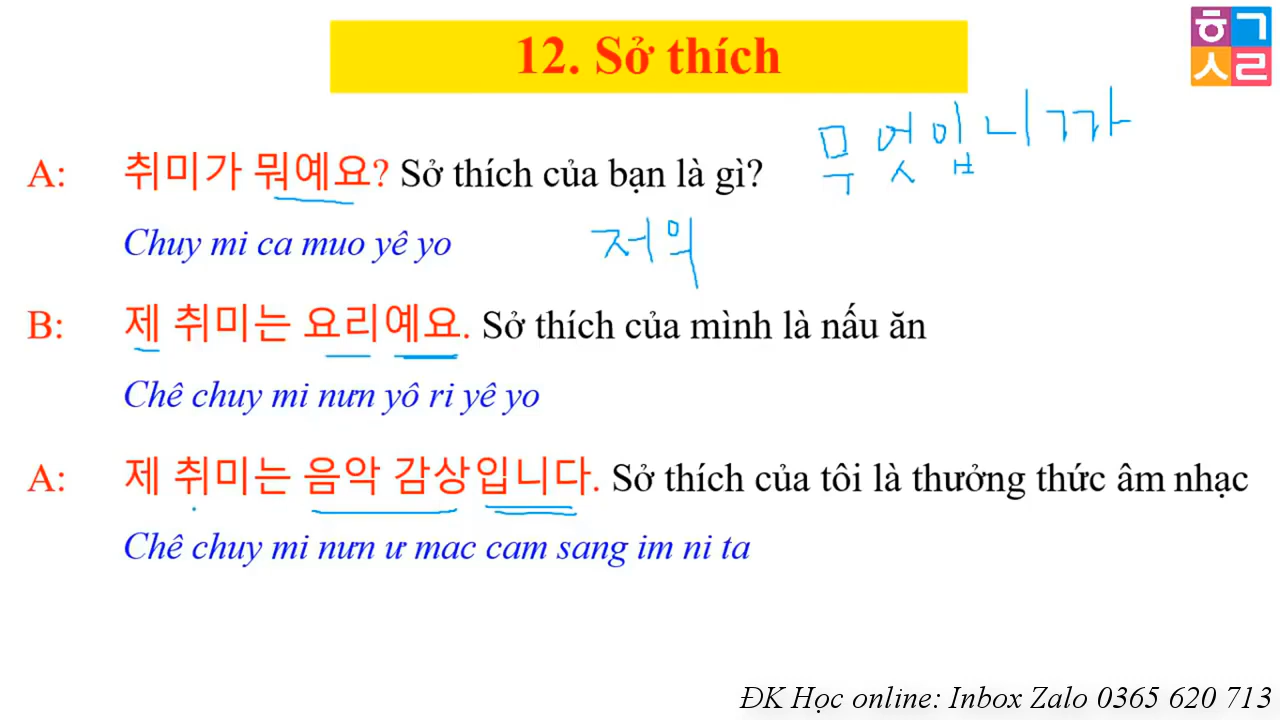 12. Sở thích
ㅎㄱㅅㄹ
무엇입니까
A: 취미가 뭐예요? Sở thích của bạn là gì?
Chuy mi ca muo yê yo
저의
B: 제 취미는 요리예요. Sở thích của mình là nấu ăn
Chê chuy mi nưn yô ri yê yo
A: 제 취미는 음악 감상입니다. Sở thích của tôi là thưởng thức âm nhạc
Chê chuy mi nưn ư mac cam sang im ni ta
ĐK Học online: Inbox Zalo 0365 620 713